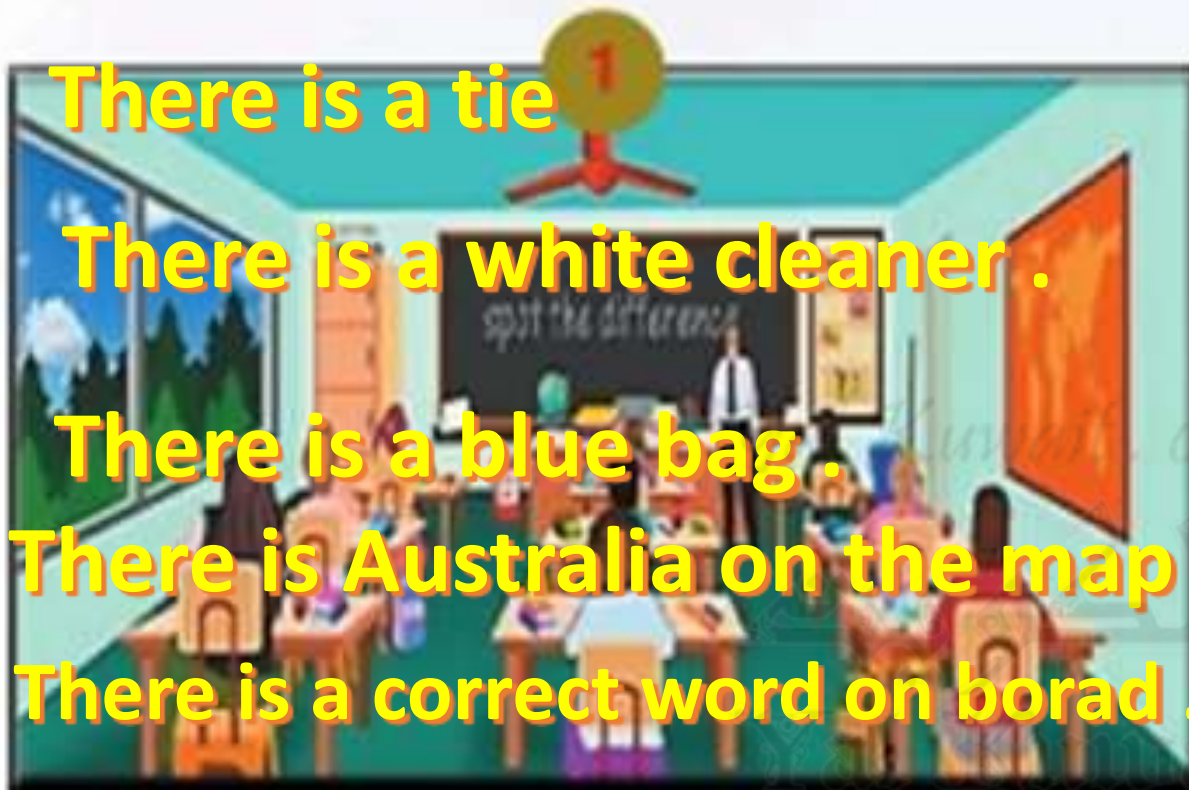 1
There is a tie
There is a white cleaner .
spot the difference
There is a blue bag .
There is Australia on the map
There is a correct word on borad .